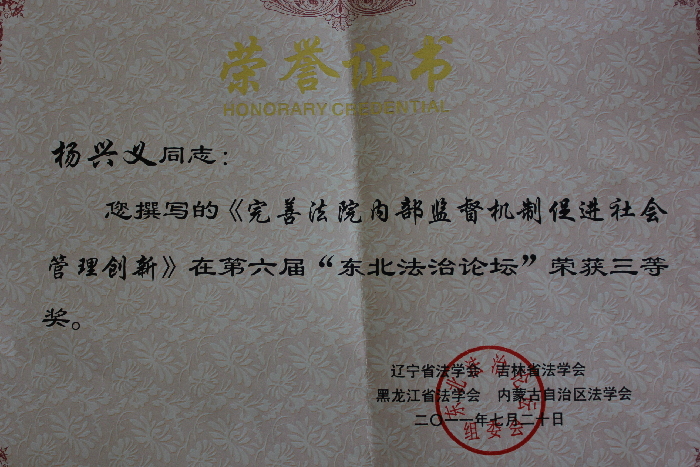 荣誉证书
HONORARY CREDENTIAL
杨兴义同志：
您撰写的《完善法院内部监督机制促进社会
管理创新》在第六届“东北法治论坛”荣获三等
奖。
辽宁省法学会 吉林省法学会
黑龙江省法学会 内蒙古自治区法学会
二〇一一年七月二十日
组委会